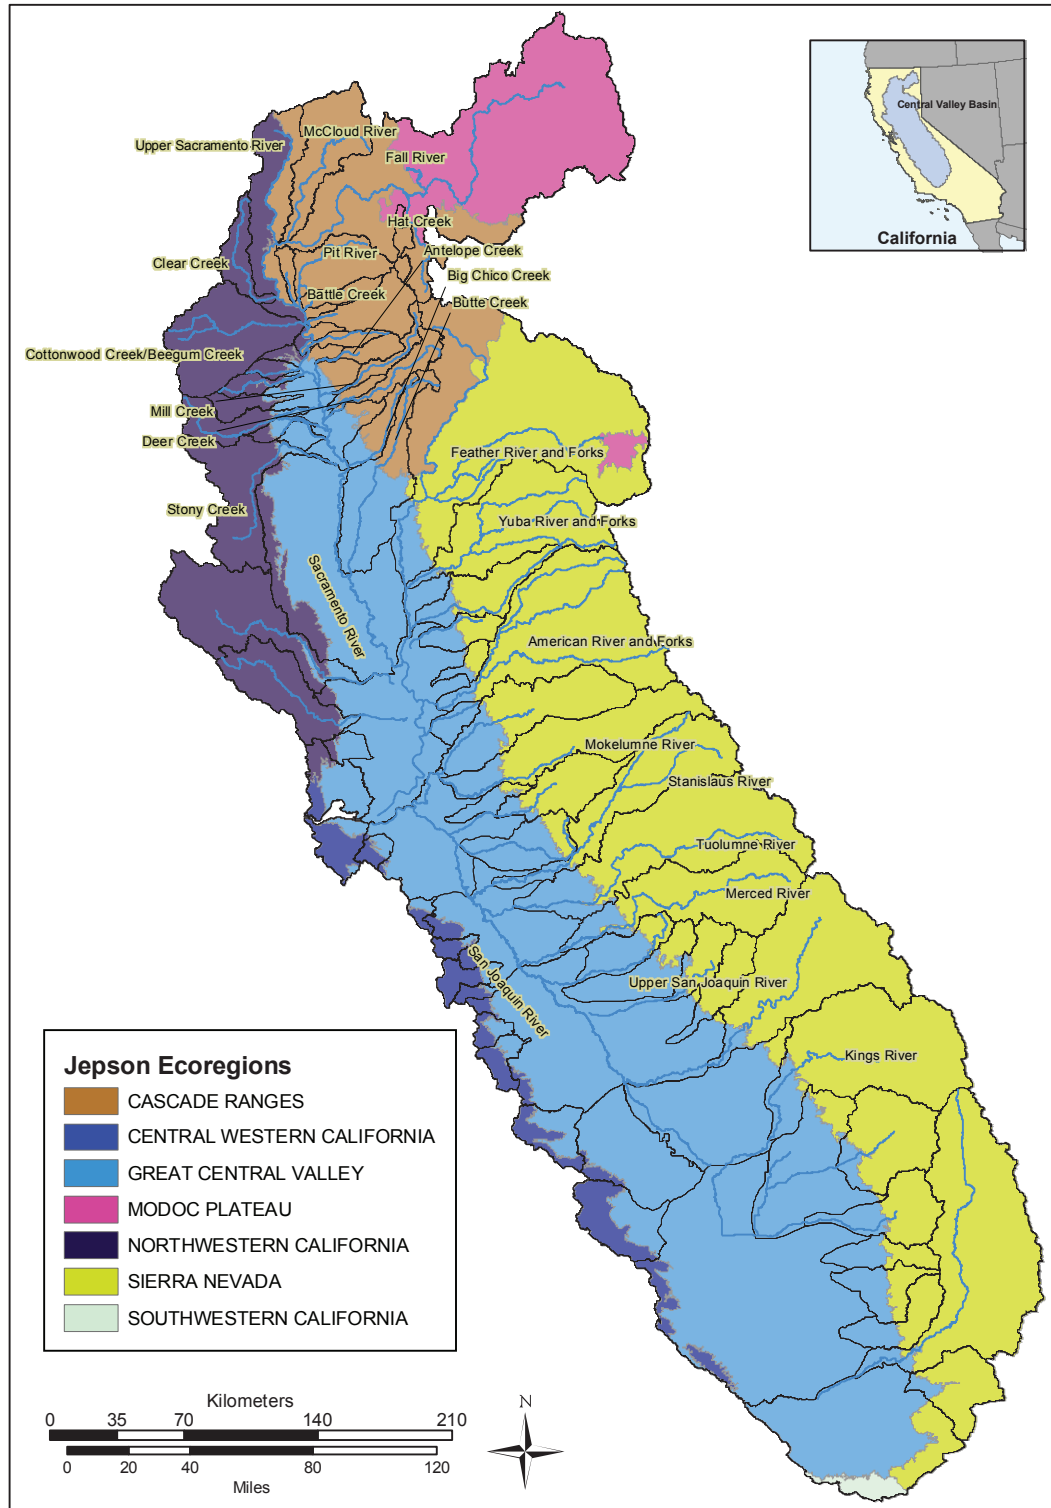 Central Valley Basin
California
McCloud River
Upper Sacramento River
Fall River
Hat Creek
Pit River
Antelope Creek
Clear Creek
Big Chico Creek
Battle Creek
Butte Creek
Cottonwood Creek/Beegum Creek
Mill Creek
Deer Creek
Feather River and Forks
Stony Creek
Yuba River and Forks
Sacramento River
American River and Forks
Mokelumne River
Stanislaus River
Tuolumne River
Merced River
San Joaquin River
Upper San Joaquin River
Kings River
Jepson Ecoregions
CASCADE RANGES
CENTRAL WESTERN CALIFORNIA
GREAT CENTRAL VALLEY
MODOC PLATEAU
NORTHWESTERN CALIFORNIA
SIERRA NEVADA
SOUTHWESTERN CALIFORNIA
Kilometers
0 35 70 140 210
0 20 40 80 120
Miles
N